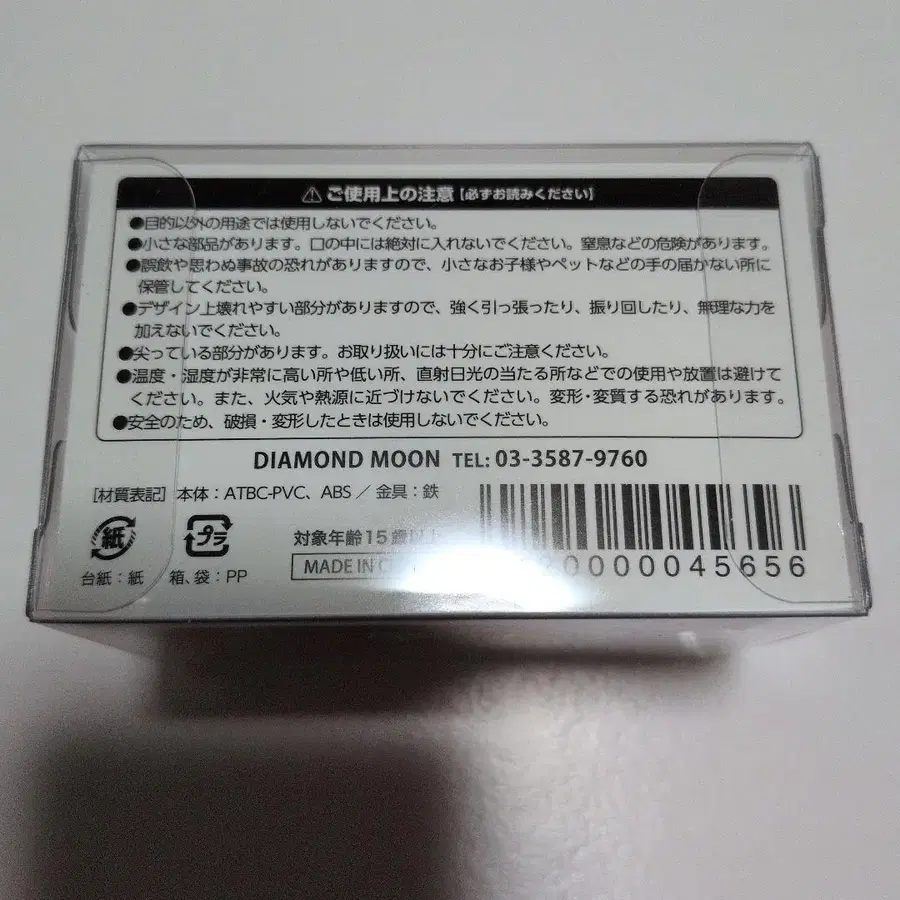 ⚠ ご使用上の注意【必ずお読みください】
●目的以外の用途では使用しないでください。
●小さな部品があります。口の中には絶対に入れないでください。窒息などの危険があります。
●誤飲や思わぬ事故の恐れがありますので、小さなお子様やペットなどの手の届かない所に
保管してください。
●デザイン上壊れやすい部分がありますので、強く引っ張ったり、振り回したり、無理な力を
加えないでください。
●尖っている部分があります。お取り扱いには十分にご注意ください。
●温度・湿度が非常に高い所や低い所、直射日光の当たる所などでの使用や放置は避けて
ください。また、火気や熱源に近づけないでください。変形・変質する恐れがあります。
●安全のため、破損・変形したときは使用しないでください。
DIAMOND MOON TEL: 03-3587-9760
[材質表記] 本体：ATBC-PVC、ABS／金具：鉄
紙 プラ
対象年齢15歳以上
MADE IN
0000045656
台紙：紙 箱、袋：PP